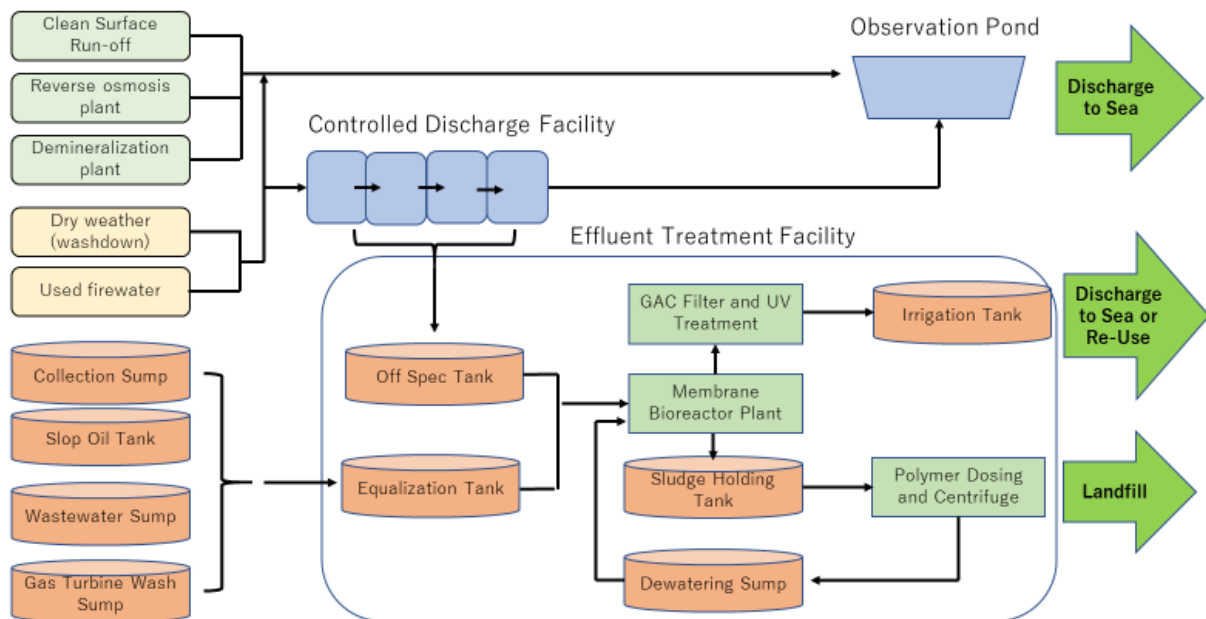 Clean Surface
Run-off
Reverse osmosis
plant
Demineralization
plant
Dry weather
(washdown)
Used firewater
Collection Sump
Slop Oil Tank
Wastewater Sump
Gas Turbine Wash
Sump
Controlled Discharge Facility
Observation Pond
Discharge
to Sea
Effluent Treatment Facility
Off Spec Tank
Equalization Tank
GAC Filter and UV
Treatment
Irrigation Tank
Membrane
Bioreactor Plant
Sludge Holding
Tank
Polymer Dosing
and Centrifuge
Dewatering Sump
Discharge
to Sea or
Re-Use
Landfill